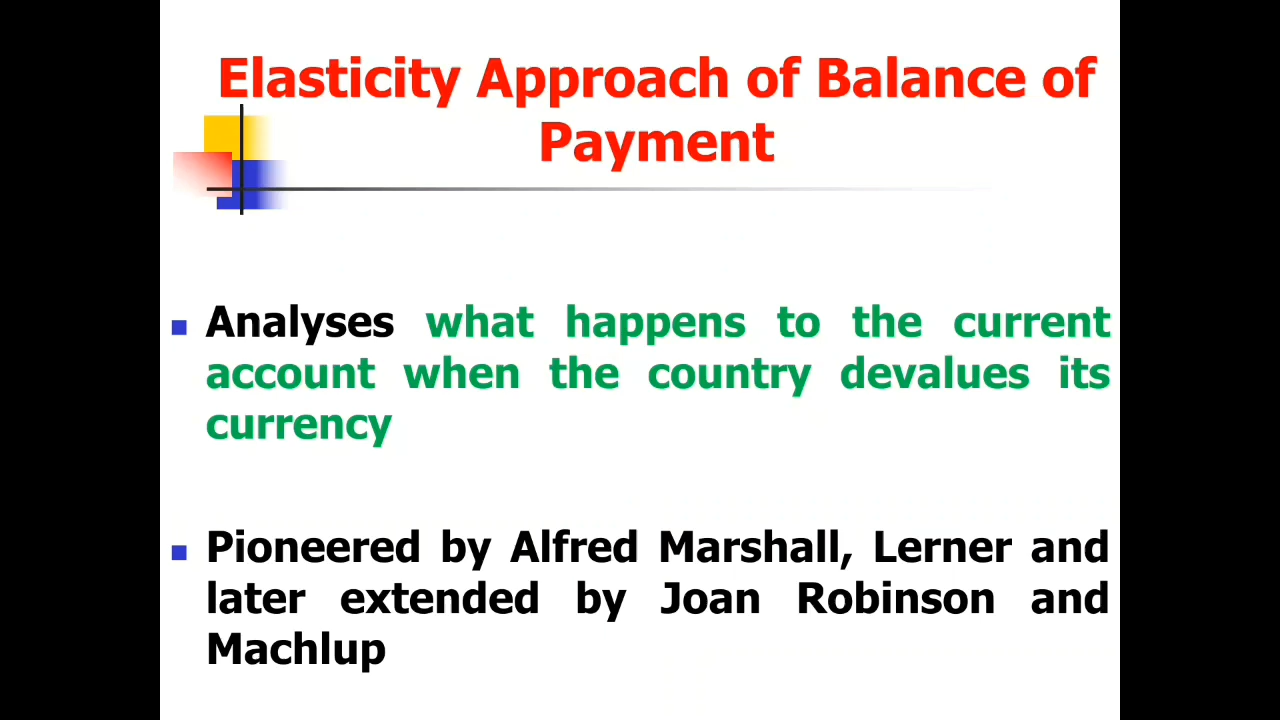 Elasticity Approach of Balance of
Payment
Analyses what happens to the current
account when the country devalues its
currency
Pioneered by Alfred Marshall, Lerner and
later extended by Joan Robinson and
Machlup